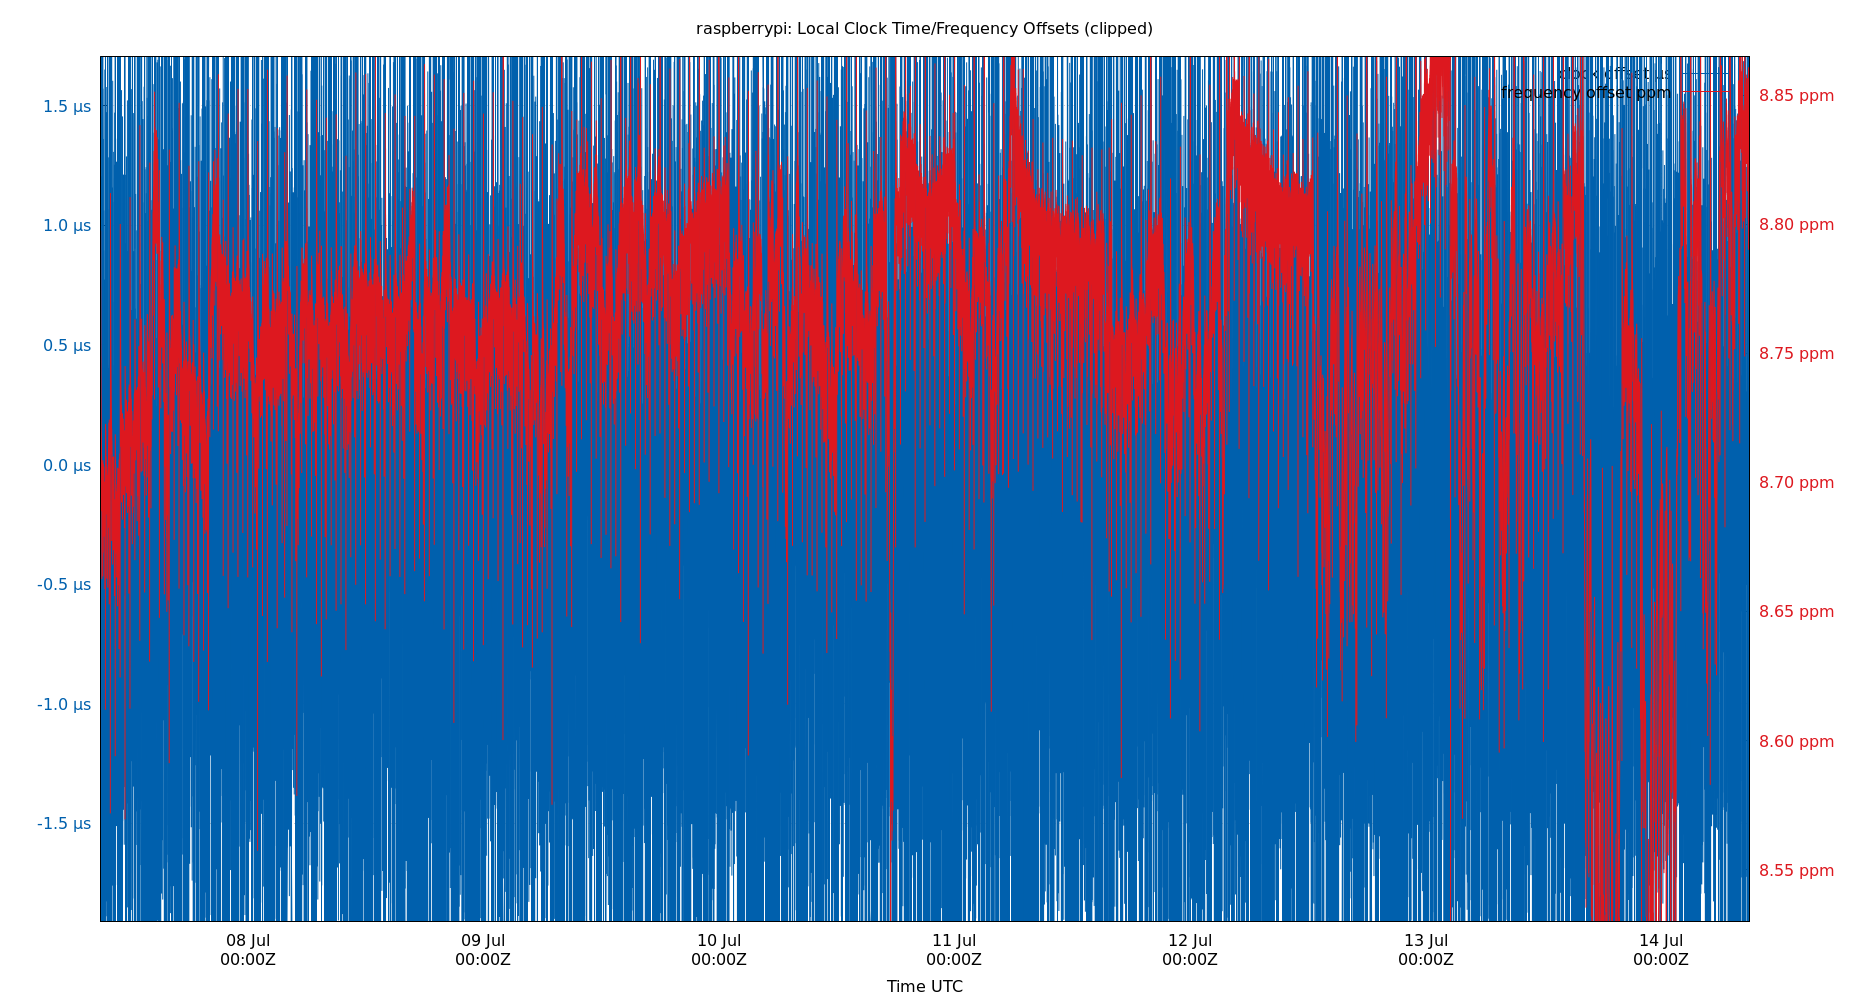 raspberrypi: Local Clock Time/Frequency Offsets (clipped)
clock offset µs
frequency offset ppm
1.5 µs
1.0 µs
0.5 µs
0.0 µs
-0.5 µs
-1.0 µs
-1.5 µs
8.85 ppm
8.80 ppm
8.75 ppm
8.70 ppm
8.65 ppm
8.60 ppm
8.55 ppm
08 Jul
00:00Z
09 Jul
00:00Z
10 Jul
00:00Z
11 Jul
00:00Z
12 Jul
00:00Z
13 Jul
00:00Z
14 Jul
00:00Z
Time UTC